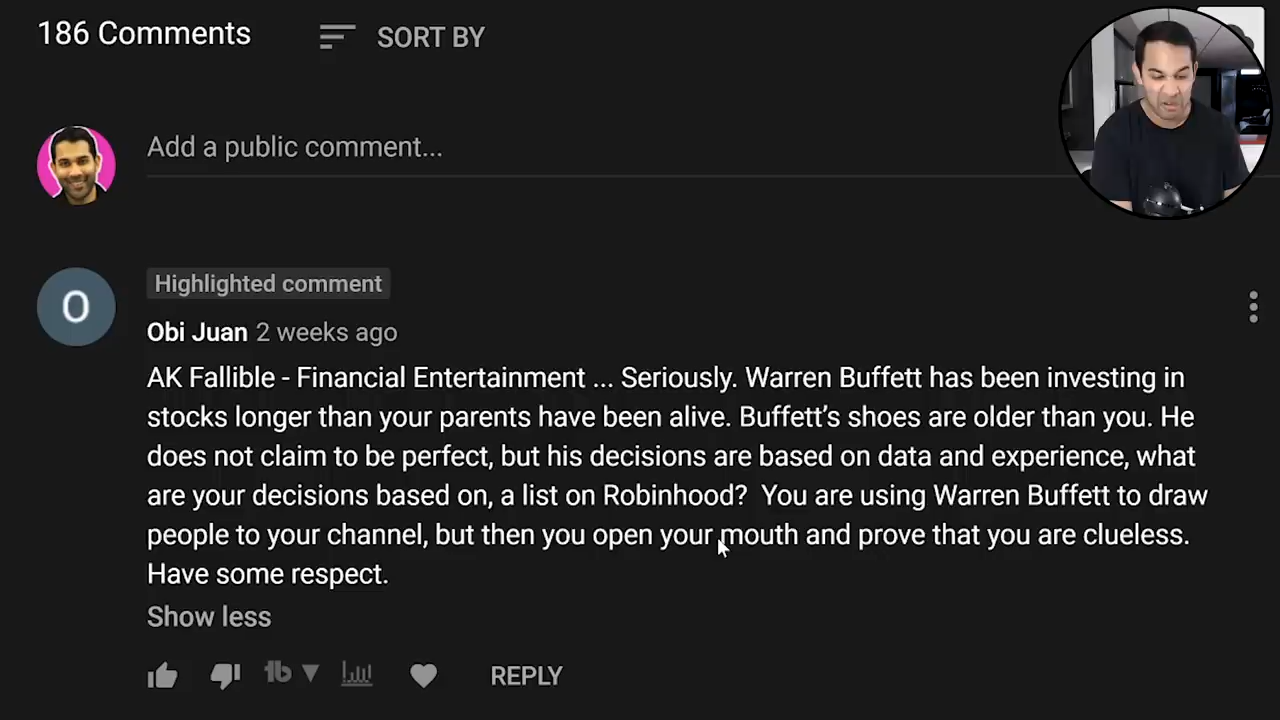 186 Comments
SORT BY
Add a public comment...
O
Highlighted comment
Obi Juan 2 weeks ago
AK Fallible - Financial Entertainment ... Seriously. Warren Buffett has been investing in
stocks longer than your parents have been alive. Buffett’s shoes are older than you. He
does not claim to be perfect, but his decisions are based on data and experience, what
are your decisions based on, a list on Robinhood?  You are using Warren Buffett to draw
people to your channel, but then you open your mouth and prove that you are clueless.
Have some respect.
Show less
tb
REPLY